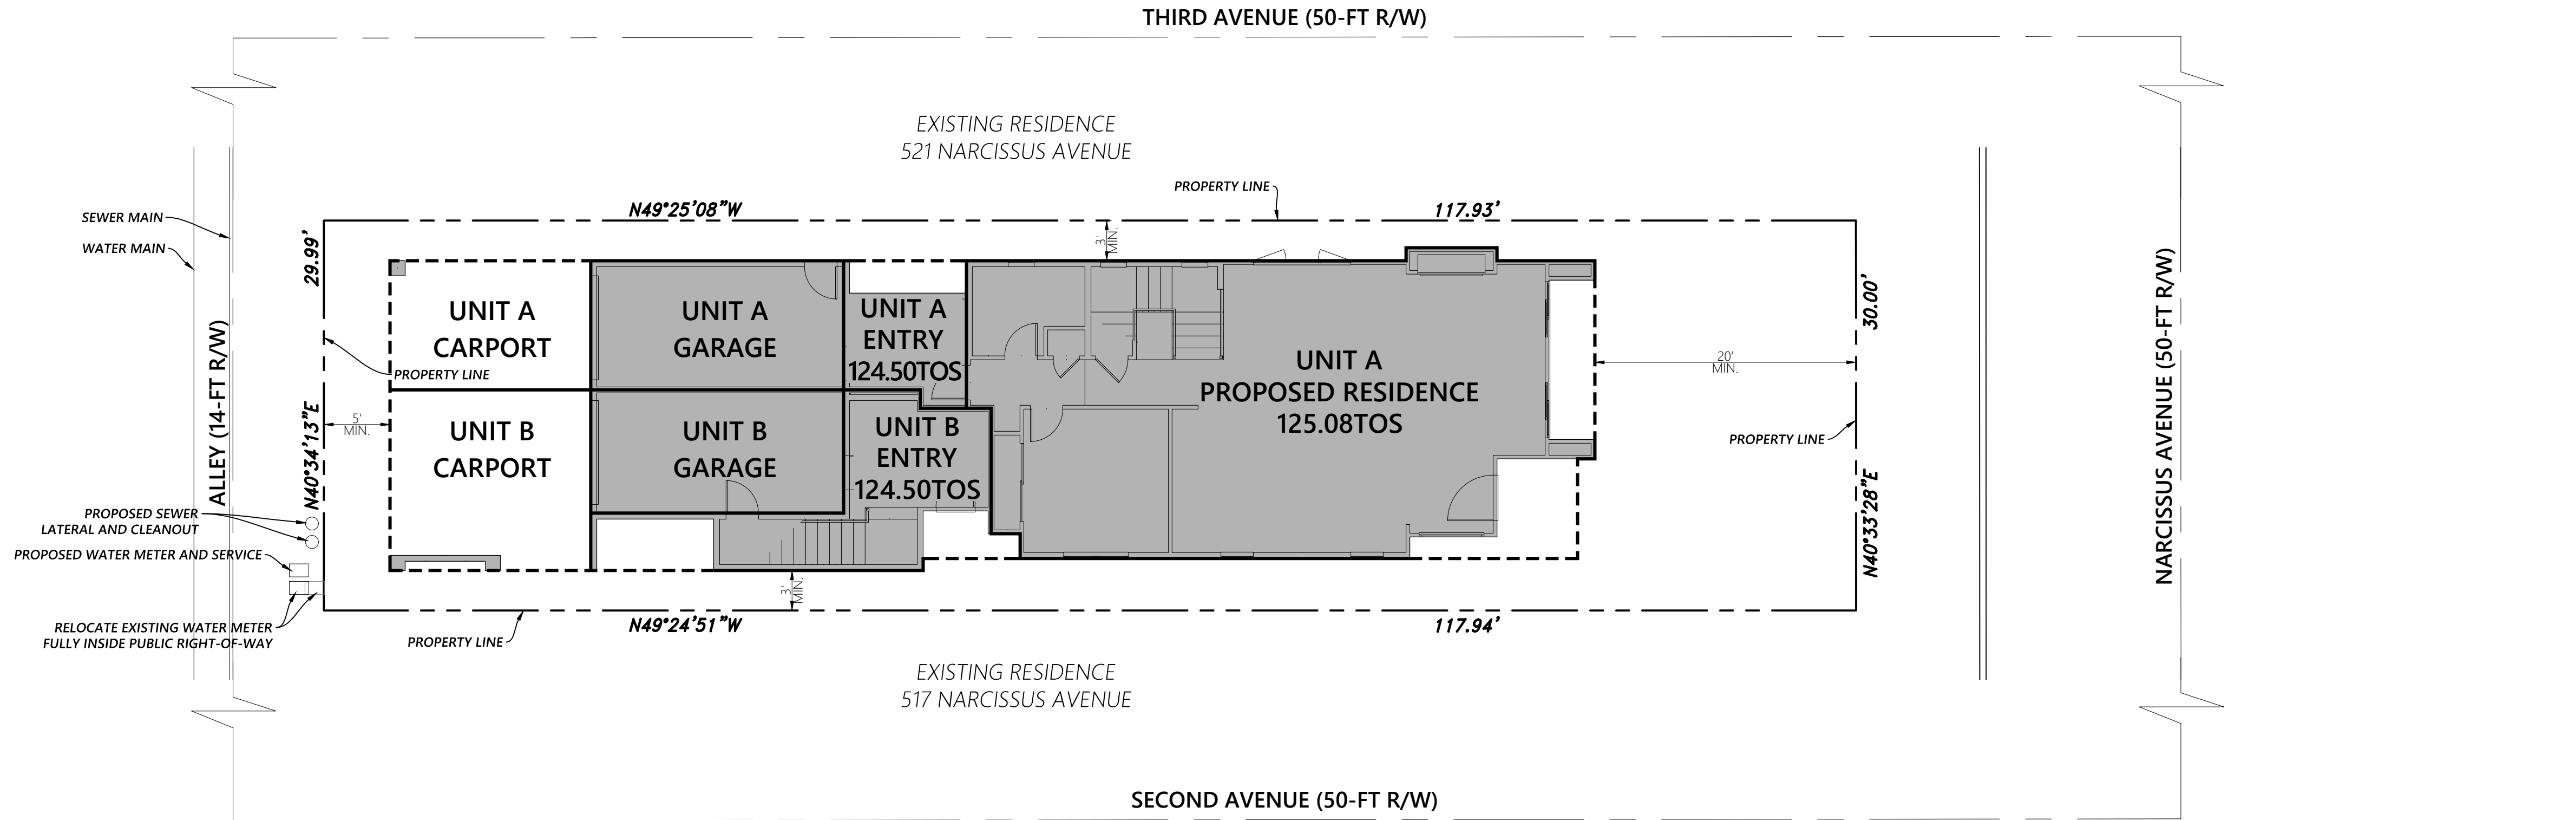 THIRD AVENUE (50-FT R/W)
EXISTING RESIDENCE
521 NARCISSUS AVENUE
PROPERTY LINE
N49°25'08"W
117.93'
SEWER MAIN
WATER MAIN
29.99'
3'
MIN.
ALLEY (14-FT R/W)
PROPERTY LINE
N40°34'13"E
5'
MIN.
UNIT A
CARPORT
UNIT A
GARAGE
UNIT A
ENTRY
124.50TOS
UNIT A
PROPOSED RESIDENCE
125.08TOS
20'
MIN.
30.00'
PROPERTY LINE
N40°33'28"E
NARCISSUS AVENUE (50-FT R/W)
UNIT B
CARPORT
UNIT B
GARAGE
UNIT B
ENTRY
124.50TOS
PROPOSED SEWER
LATERAL AND CLEANOUT
PROPOSED WATER METER AND SERVICE
RELOCATE EXISTING WATER METER
FULLY INSIDE PUBLIC RIGHT-OF-WAY
3'
MIN.
PROPERTY LINE
N49°24'51"W
117.94'
EXISTING RESIDENCE
517 NARCISSUS AVENUE
SECOND AVENUE (50-FT R/W)